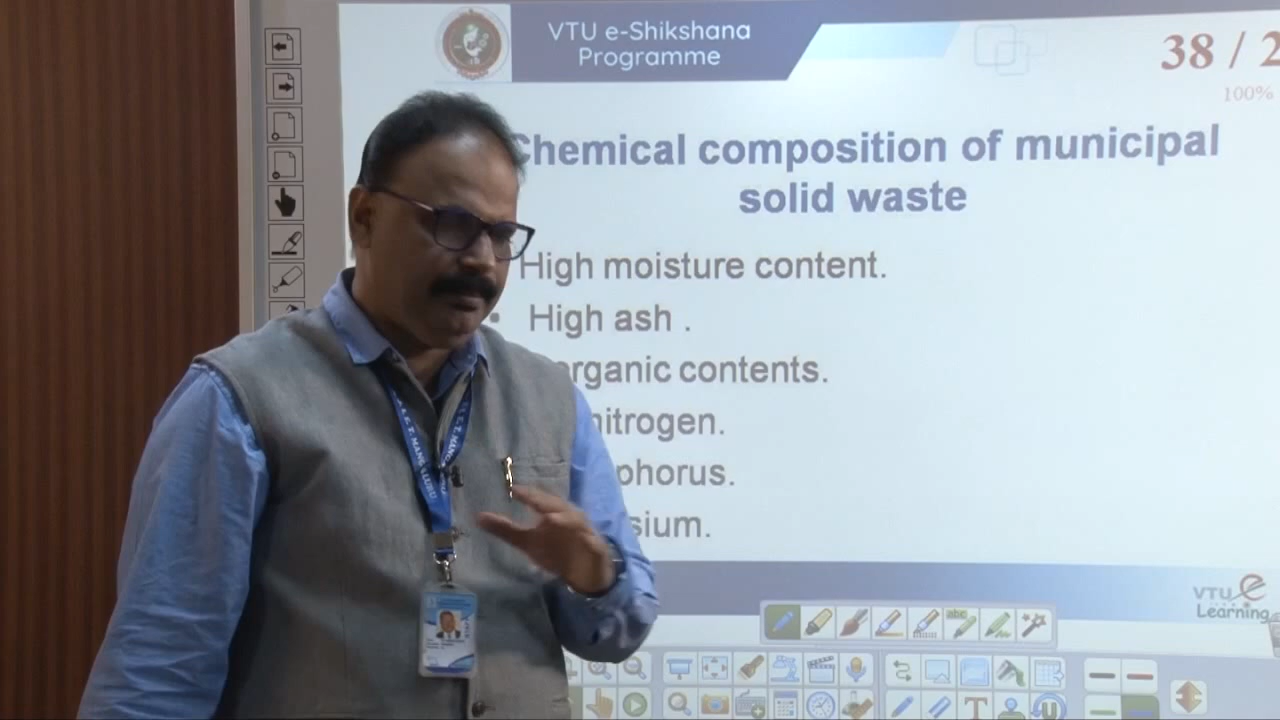 VTU e-Shikshana
Programme
38 / 2
100%
Chemical composition of municipal
solid waste
High moisture content.
• High ash .
organic contents.
nitrogen.
phorus.
sium.
VTU e
Learning
abc
T
U